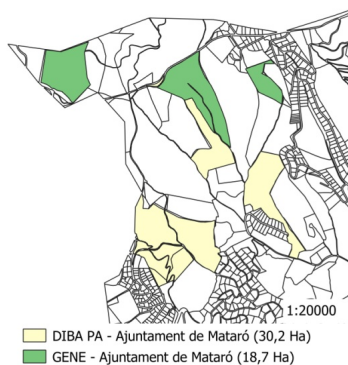 1:20000
DIBA PA - Ajuntament de Mataró (30,2 Ha)
GENE - Ajuntament de Mataró (18,7 Ha)